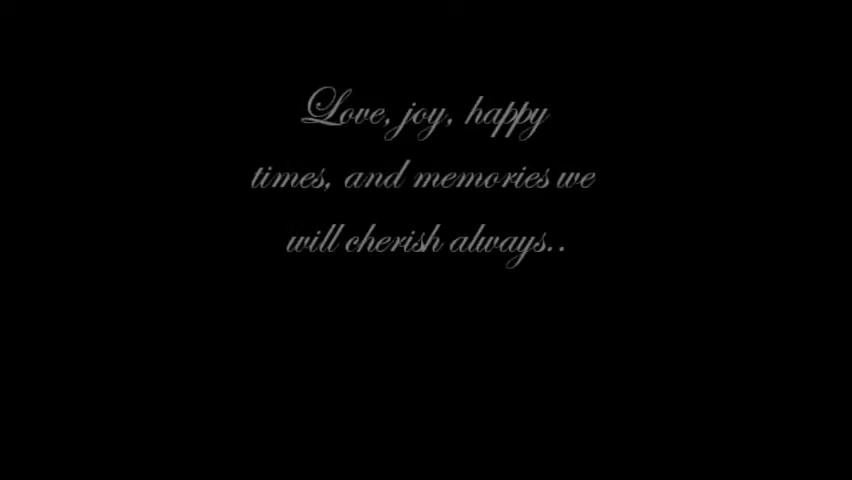 Love, joy, happy
times, and memories we
will cherish always..